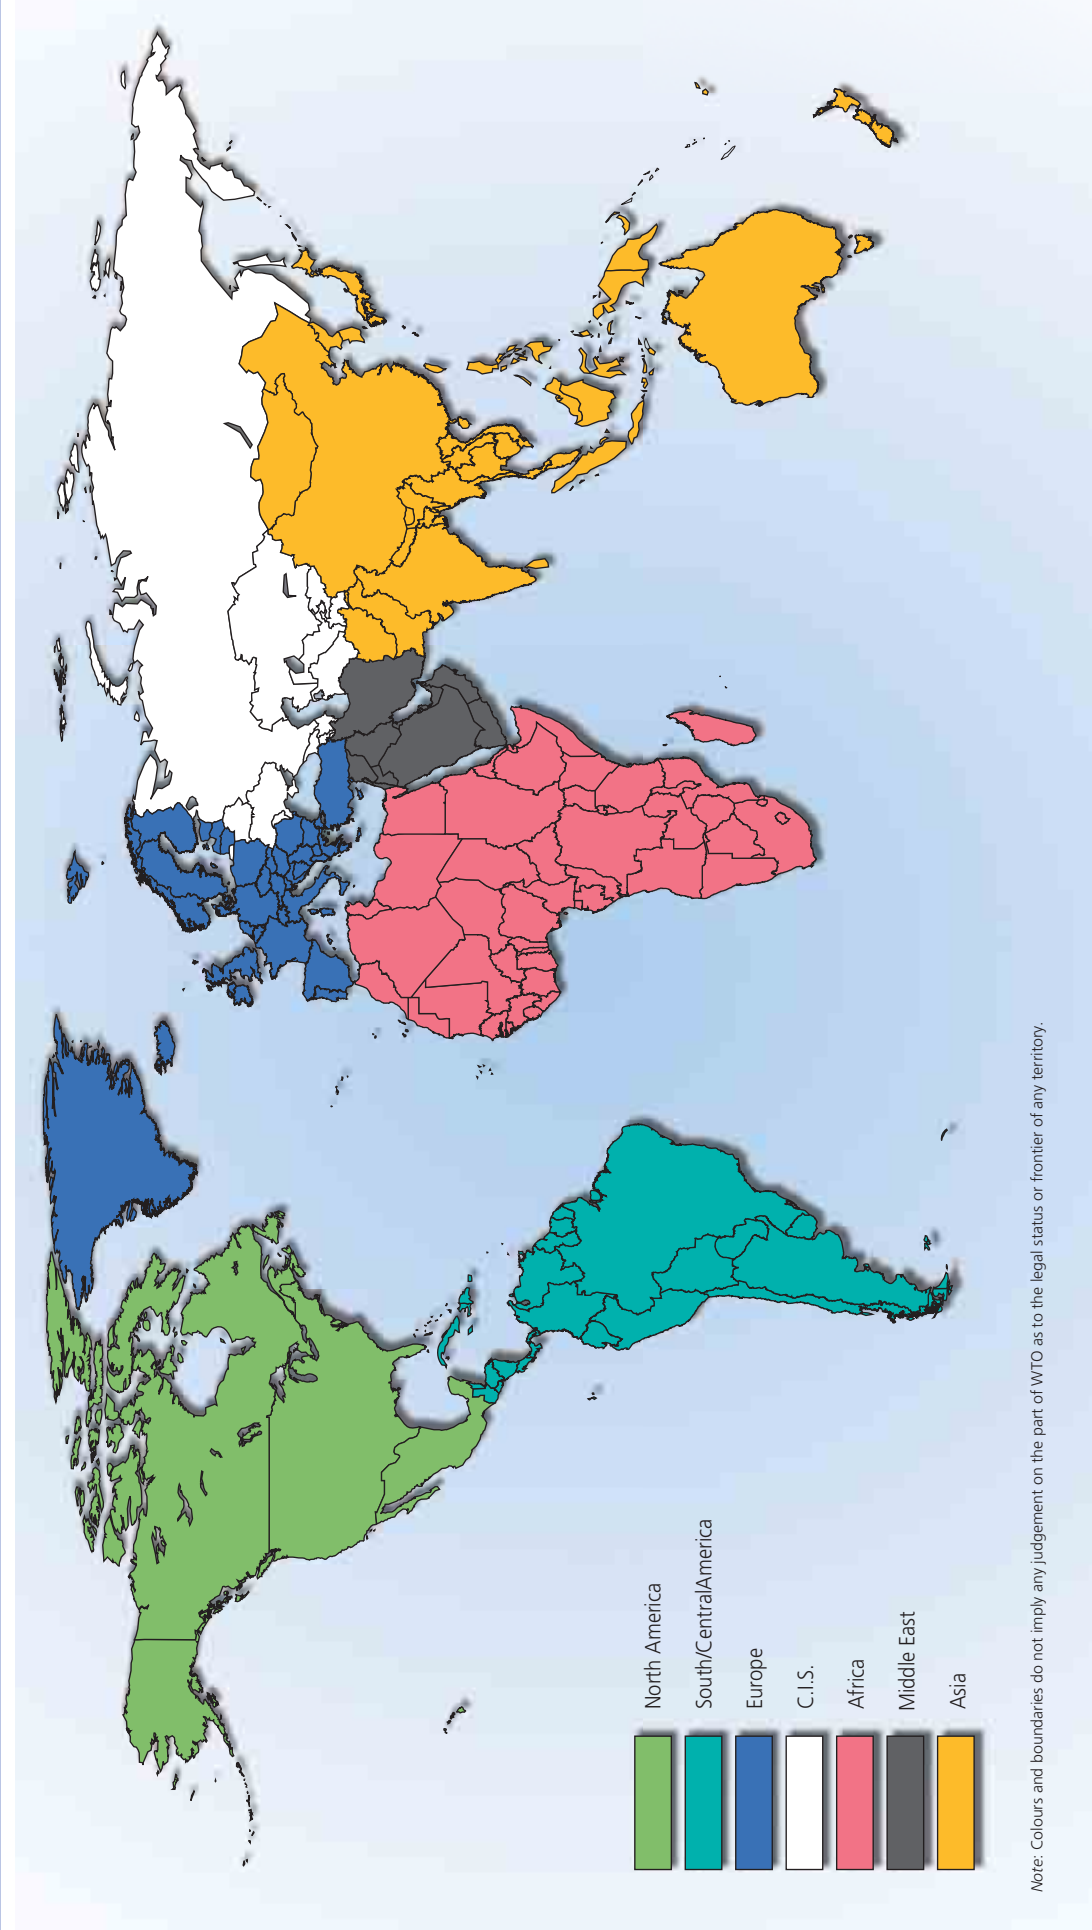 North America
South/CentralAmerica
Europe
C.I.S.
Africa
Middle East
Asia
Note: Colours and boundaries do not imply any judgement on the part of WTO as to the legal status or frontier of any territory.